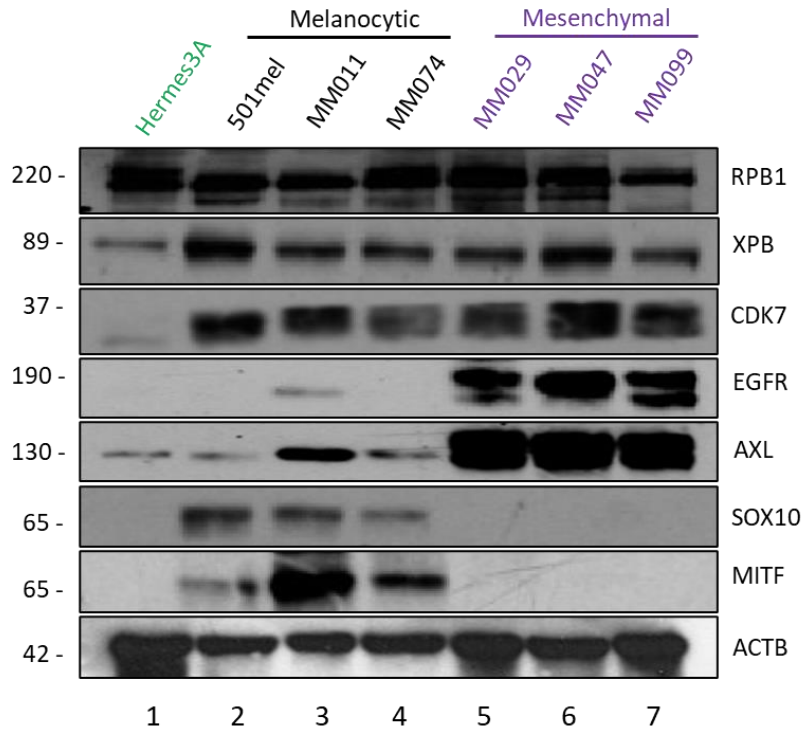 Melanocytic Mesenchymal
Hermes3A 501mel MM011 MM074 MM029 MM047 MM099
220 - RPB1
89 - XPB
37 - CDK7
190 - EGFR
130 - AXL
65 - SOX10
65 - MITF
42 - ACTB
1 2 3 4 5 6 7